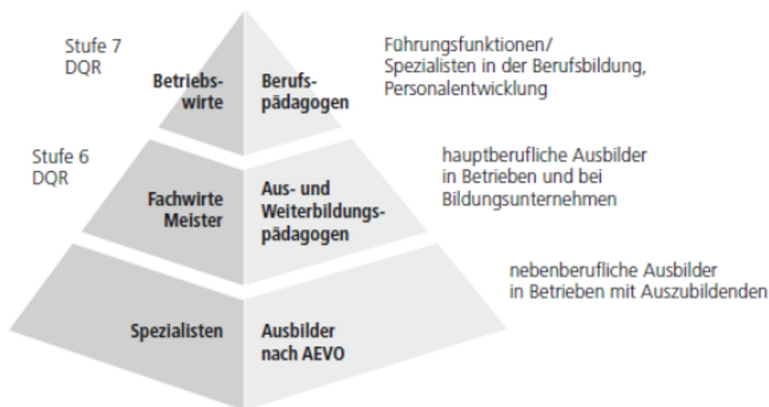 Stufe 7
DQR
Betriebs-
wirte
Berufs-
pädagogen
Führungsfunktionen/
Spezialisten in der Berufsbildung,
Personalentwicklung
Stufe 6
DQR
Fachwirte
Meister
Aus- und
Weiterbildungs-
pädagogen
hauptberufliche Ausbilder
in Betrieben und bei
Bildungsunternehmen
Spezialisten
Ausbilder
nach AEVO
nebenberufliche Ausbilder
in Betrieben mit Auszubildenden